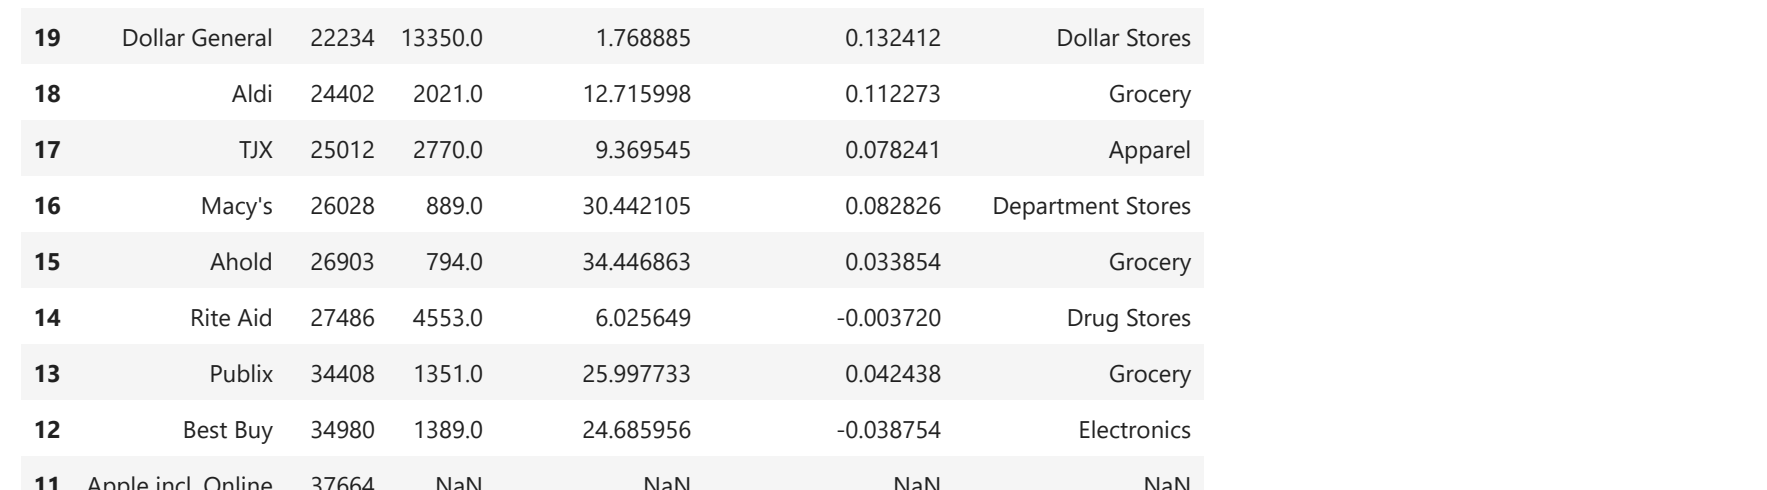 19 Dollar General 22234 13350.0 1.768885 0.132412 Dollar Stores
18 Aldi 24402 2021.0 12.715998 0.112273 Grocery
17 TJX 25012 2770.0 9.369545 0.078241 Apparel
16 Macy's 26028 889.0 30.442105 0.082826 Department Stores
15 Ahold 26903 794.0 34.446863 0.033854 Grocery
14 Rite Aid 27486 4553.0 6.025649 -0.003720 Drug Stores
13 Publix 34408 1351.0 25.997733 0.042438 Grocery
12 Best Buy 34980 1389.0 24.685956 -0.038754 Electronics
11 Apple incl. Online 37664 NaN NaN NaN NaN